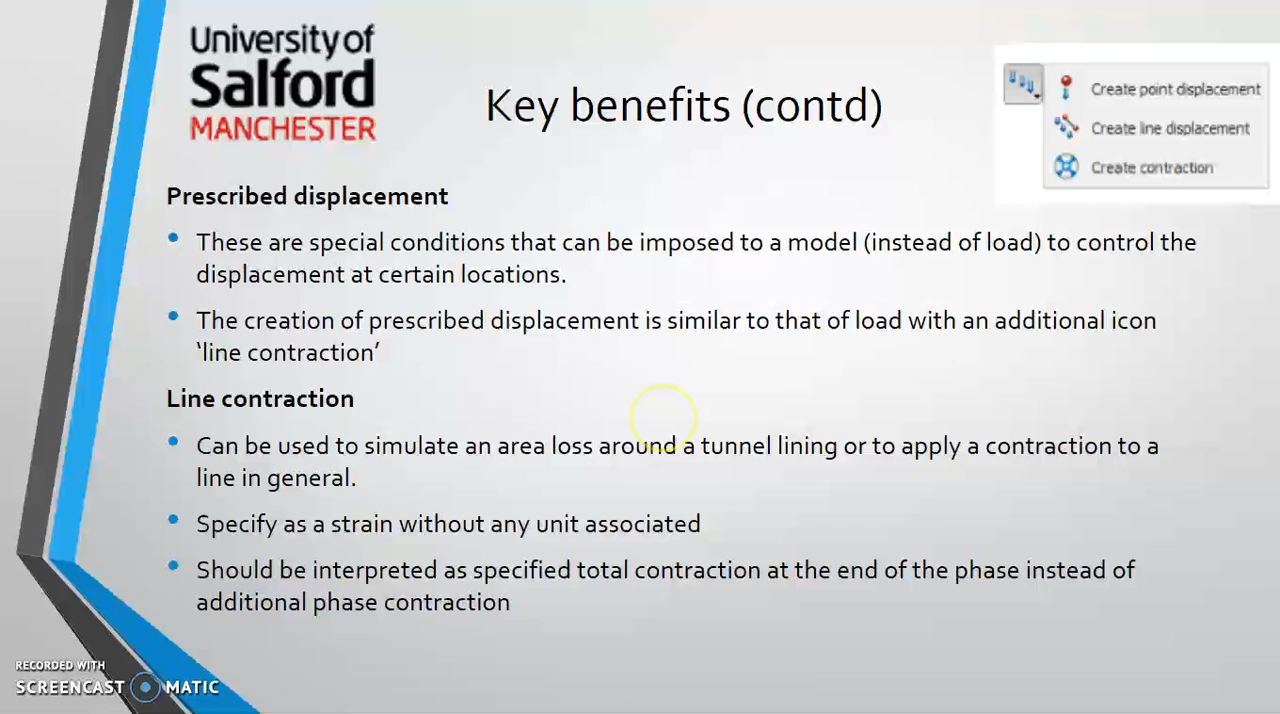 University of
Salford
MANCHESTER
Key benefits (contd)
Create point displacement
Create line displacement
Create contraction
Prescribed displacement
• These are special conditions that can be imposed to a model (instead of load) to control the
displacement at certain locations.
• The creation of prescribed displacement is similar to that of load with an additional icon
‘line contraction’
Line contraction
• Can be used to simulate an area loss around a tunnel lining or to apply a contraction to a
line in general.
• Specify as a strain without any unit associated
• Should be interpreted as specified total contraction at the end of the phase instead of
additional phase contraction
RECORDED WITH
SCREENCAST MATIC